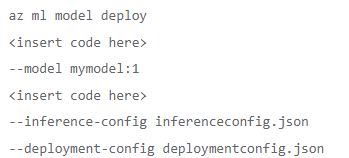 az ml model deploy
<insert code here>
--model mymodel:1
<insert code here>
--inference-config inferenceconfig.json
--deployment-config deploymentconfig.json